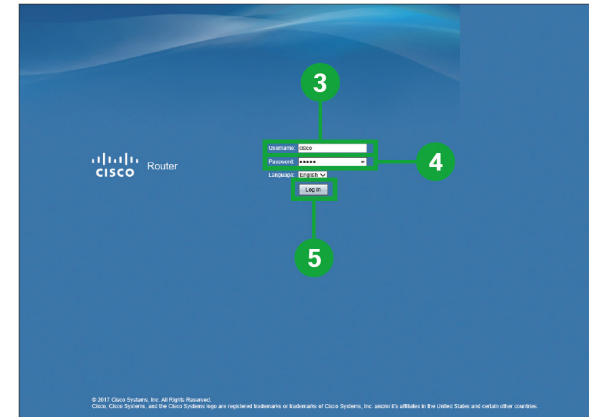 3
Username: cisco
Password: •••••
4
Language: English
Log In
CISCO Router
5
© 2017 Cisco Systems, Inc. All Rights Reserved.
Cisco, Cisco Systems, and the Cisco Systems logo are registered trademarks or trademarks of Cisco Systems, Inc. and/or it's affiliates in the United States and certain other countries.